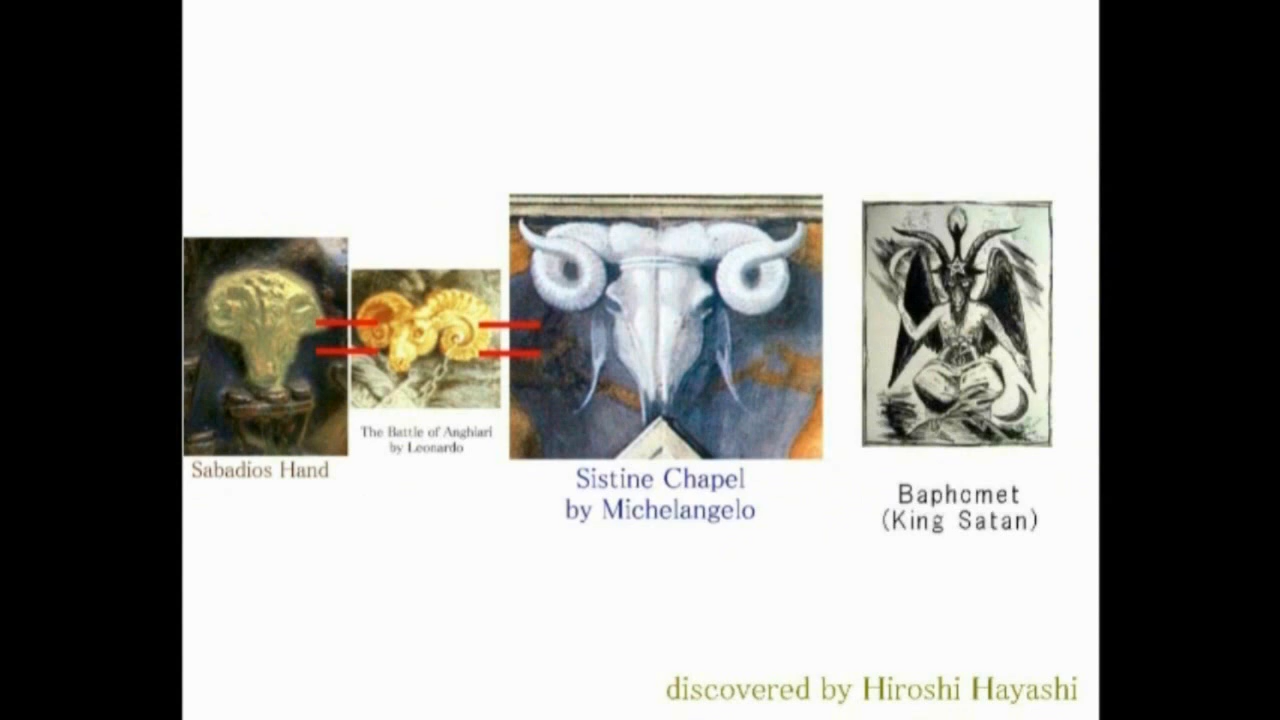 Sabadios Hand
The Battle of Anghiari
by Leonardo
Sistine Chapel
by Michelangelo
Baphomet
(King Satan)
discovered by Hiroshi Hayashi